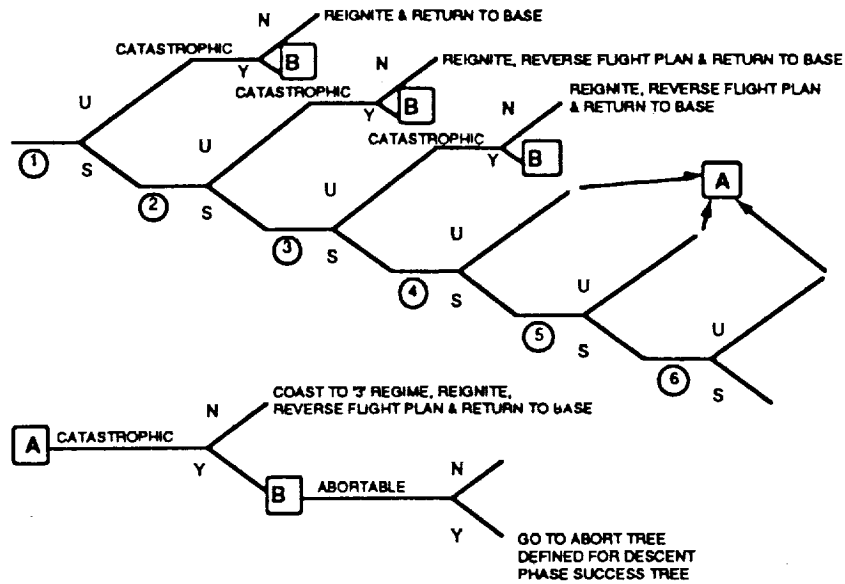 N
REIGNITE & RETURN TO BASE
CATASTROPHIC
Y
B
N
REIGNITE, REVERSE FLIGHT PLAN & RETURN TO BASE
CATASTROPHIC
Y
B
N
REIGNITE, REVERSE FLIGHT PLAN
& RETURN TO BASE
CATASTROPHIC
Y
B
U
1
S
U
2
S
U
3
S
U
4
S
U
5
S
U
6
S
A
A
CATASTROPHIC
N
COAST TO '3' REGIME, REIGNITE,
REVERSE FLIGHT PLAN & RETURN TO BASE
Y
B
ABORTABLE
N
Y
GO TO ABORT TREE
DEFINED FOR DESCENT
PHASE SUCCESS TREE